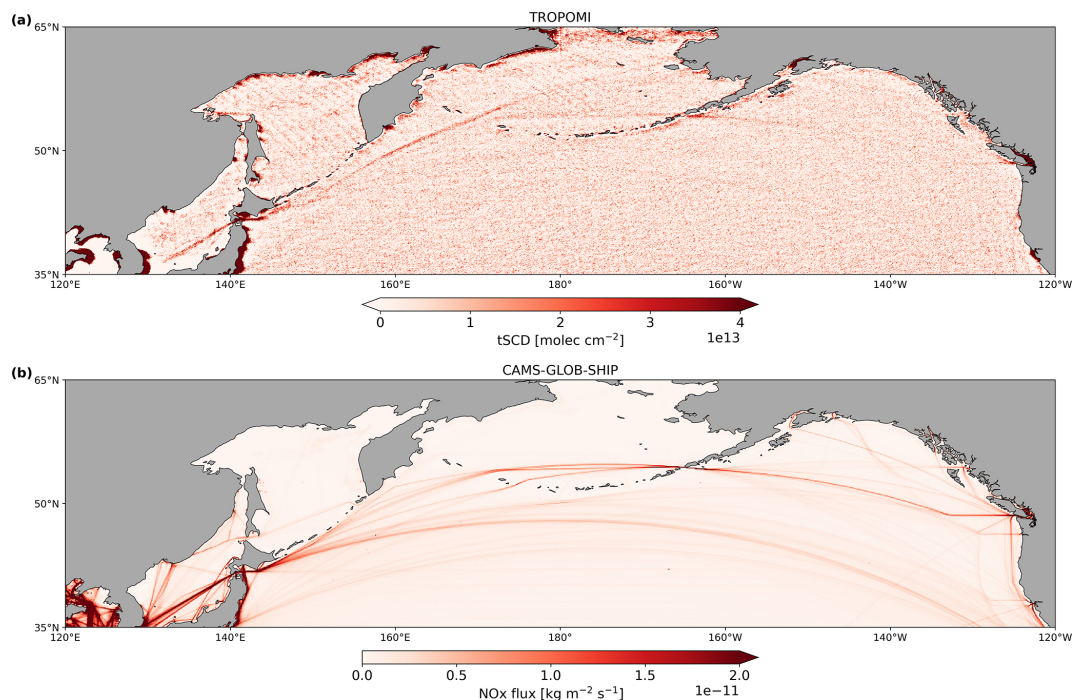 (a)
TROPOMI
65°N
50°N
35°N
120°E 140°E 160°E 180° 160°W 140°W 120°W
0 1 2 3 4
tSCD [molec cm⁻²] 1e13
(b)
CAMS-GLOB-SHIP
65°N
50°N
35°N
120°E 140°E 160°E 180° 160°W 140°W 120°W
0.0 0.5 1.0 1.5 2.0
NOx flux [kg m⁻² s⁻¹] 1e−11